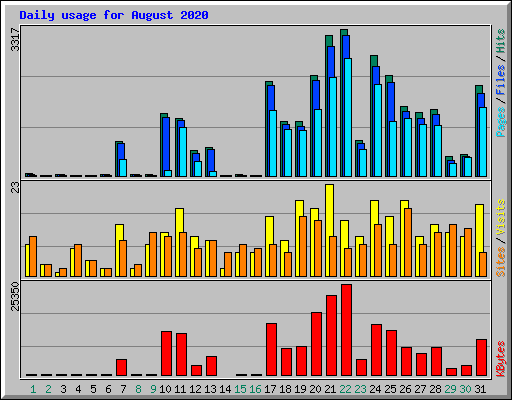 Daily usage for August 2020
3317
Pages/Files/Hits
23
Sites/Visits
25350
KBytes
1 2 3 4 5 6 7 8 9 10 11 12 13 14 15 16 17 18 19 20 21 22 23 24 25 26 27 28 29 30 31